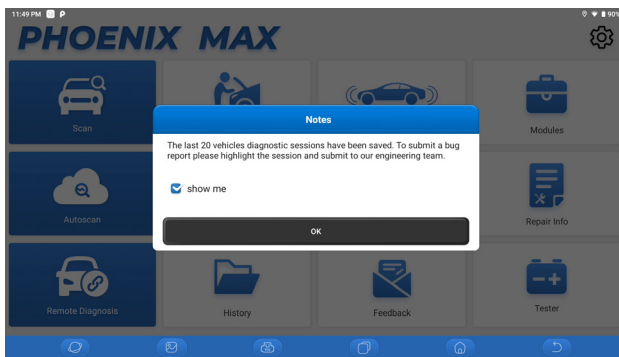 11:49 PM
90%
PHOENIX MAX
Scan
Modules
Notes
The last 20 vehicles diagnostic sessions have been saved. To submit a bug
report please highlight the session and submit to our engineering team.
show me
OK
Autoscan
Repair Info
Remote Diagnosis
History
Feedback
Tester